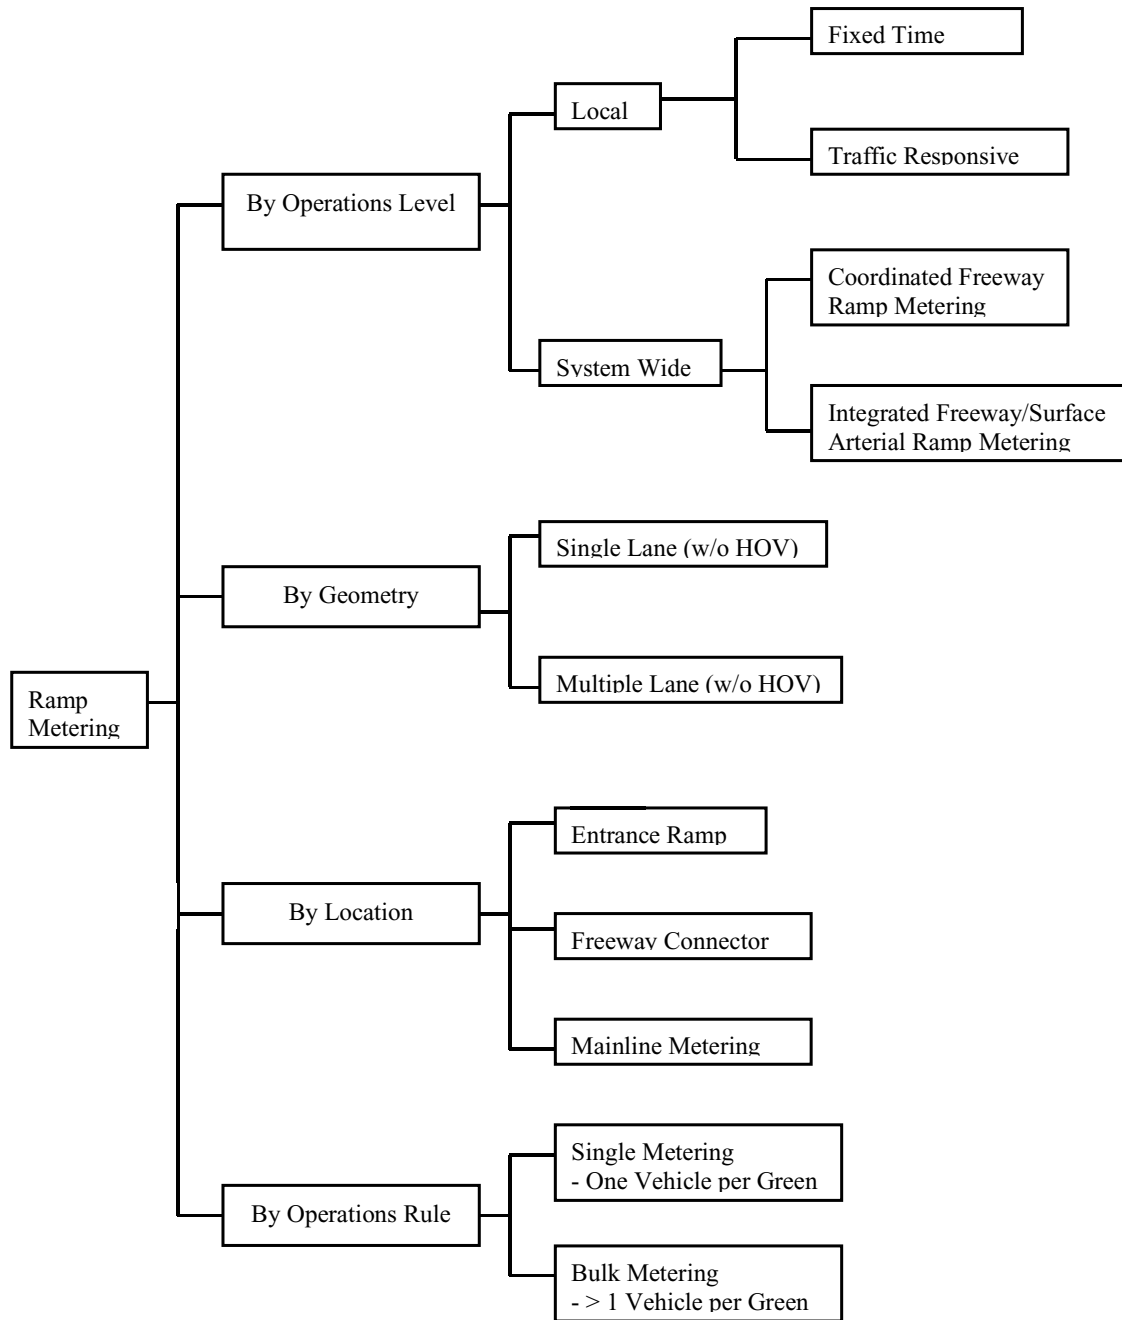 Fixed Time
Local
Traffic Responsive
By Operations Level
Coordinated Freeway
Ramp Metering
System Wide
Integrated Freeway/Surface
Arterial Ramp Metering
Single Lane (w/o HOV)
By Geometry
Multiple Lane (w/o HOV)
Ramp
Metering
Entrance Ramp
By Location
Freeway Connector
Mainline Metering
Single Metering
- One Vehicle per Green
By Operations Rule
Bulk Metering
- > 1 Vehicle per Green